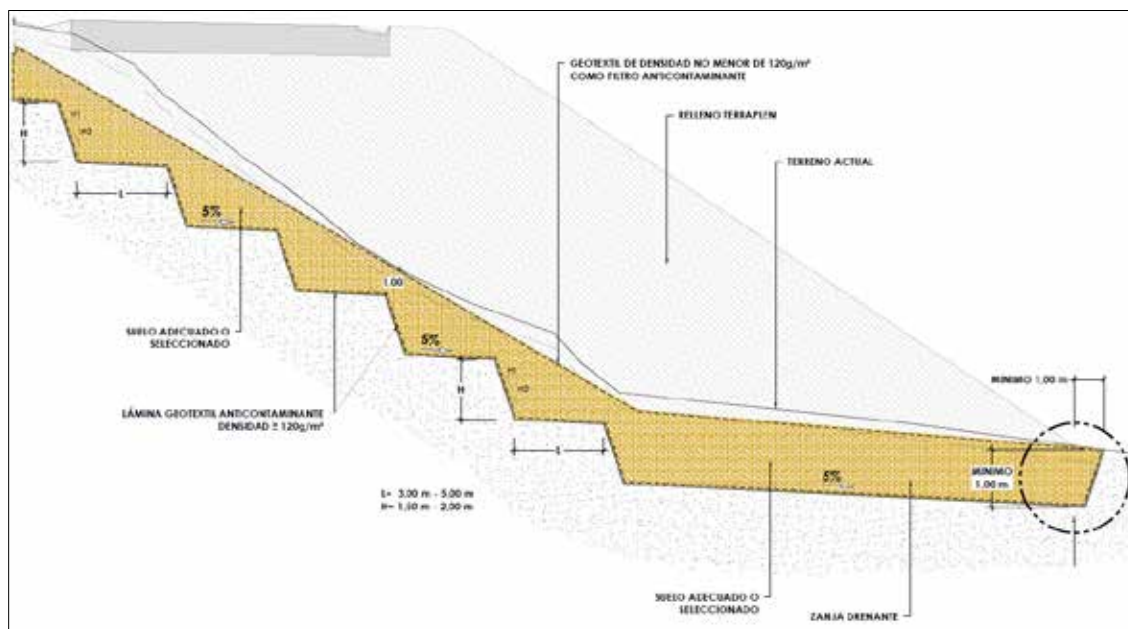 GEOTEXTIL DE DENSIDAD NO MENOR DE 120g/m²
COMO FILTRO ANTICONTAMINANTE
RELLENO TERRAPLEN
TERRENO ACTUAL
H
L
5%
1.00
SUELO ADECUADO O
SELECCIONADO
5%
MINIMO 1,00 m
LÁMINA GEOTEXTIL ANTICONTAMINANTE
DENSIDAD ≥ 120g/m²
H
L
MINIMO
1,00 m
5%
L= 3,00 m - 5,00 m
H= 1,50 m - 2,00 m
SUELO ADECUADO O
SELECCIONADO
ZANJA DRENANTE